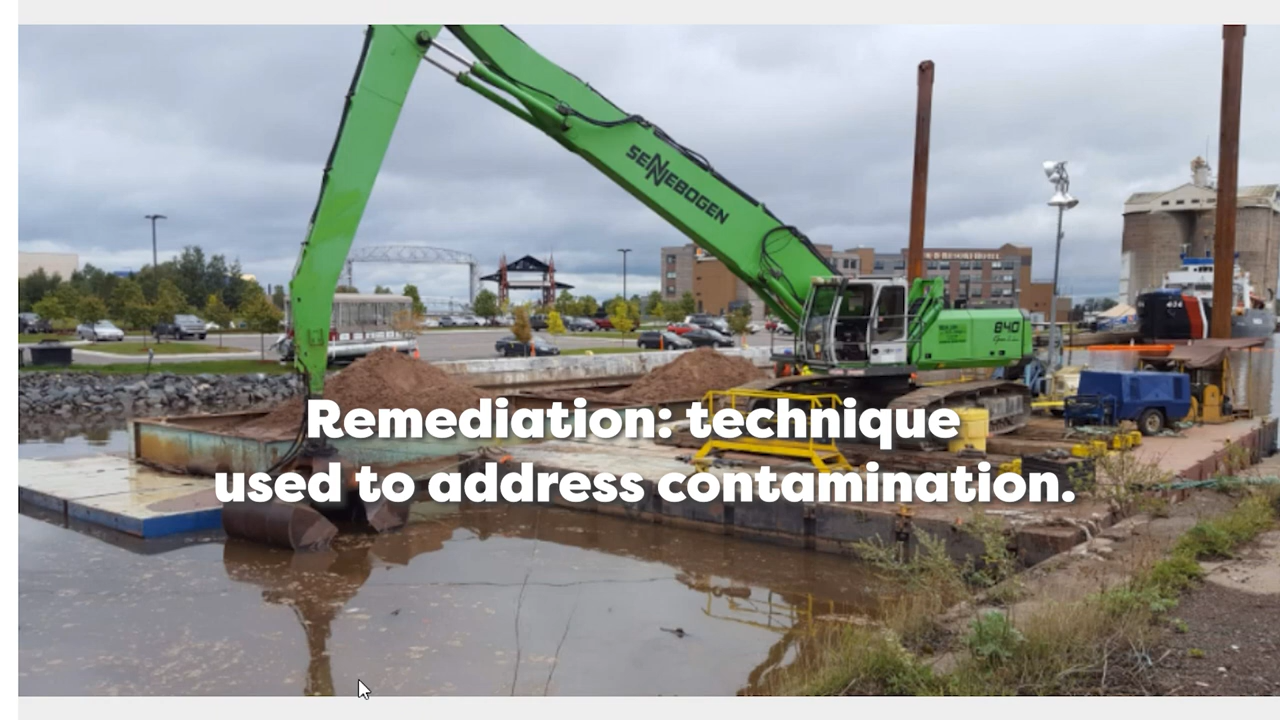 SENNEBOGEN
840
Remediation: technique
used to address contamination.